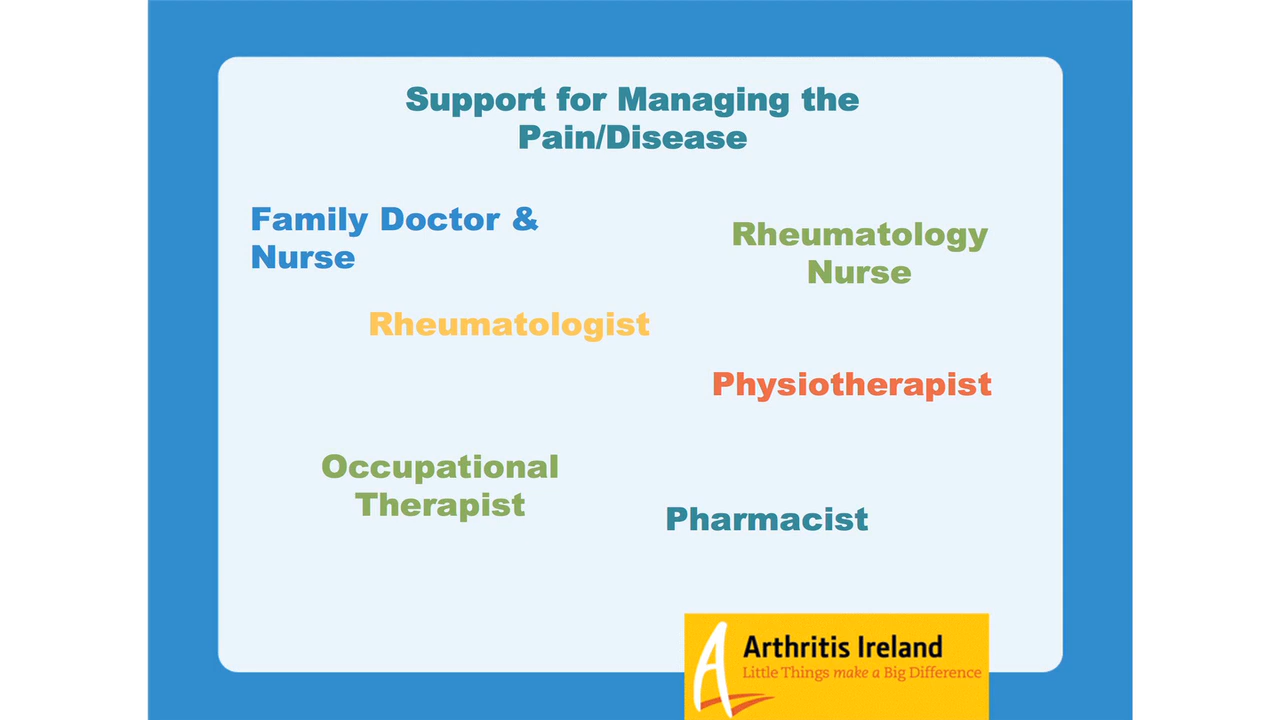 Support for Managing the
Pain/Disease
Family Doctor &
Nurse
Rheumatology
Nurse
Rheumatologist
Physiotherapist
Occupational
Therapist
Pharmacist
Arthritis Ireland
Little Things make a Big Difference